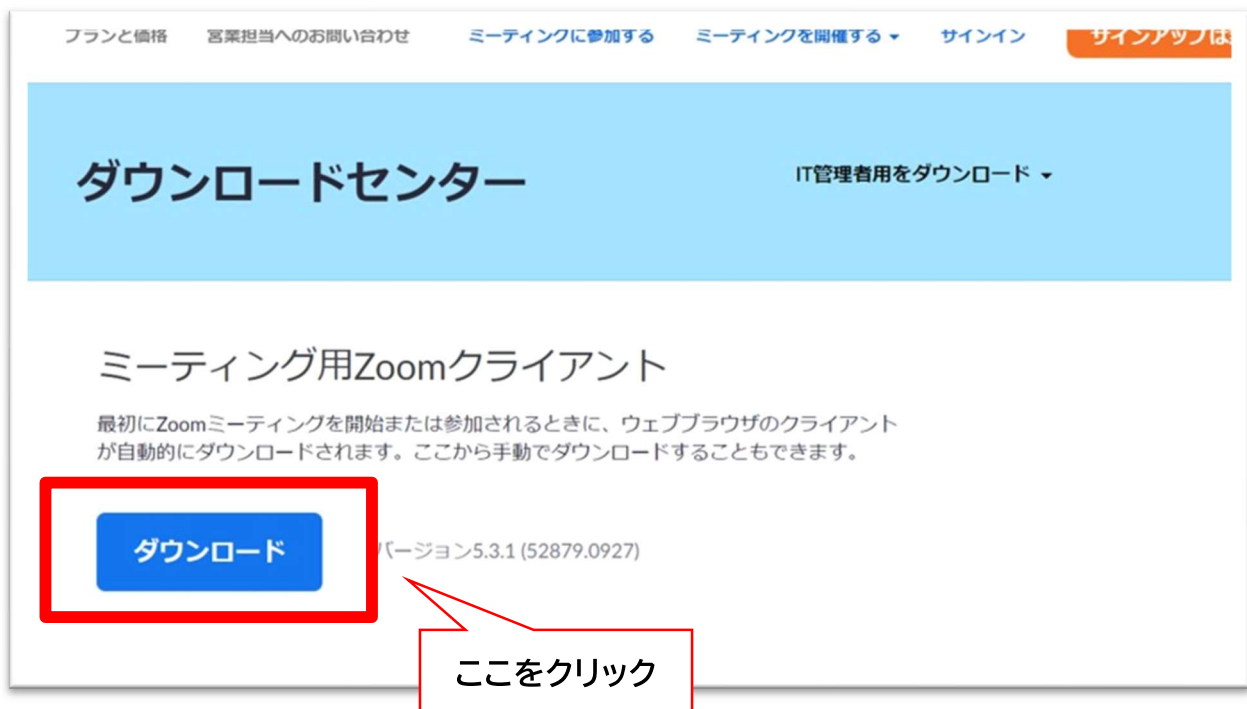 プランと価格 営業担当へのお問い合わせ ミーティングに参加する ミーティングを開催する サインイン サインアップは
ダウンロードセンター IT管理者用をダウンロード
ミーティング用Zoomクライアント
最初にZoomミーティングを開始または参加されるときに、ウェブブラウザのクライアント
が自動的にダウンロードされます。ここから手動でダウンロードすることもできます。
ダウンロード バージョン5.3.1 (52879.0927)
ここをクリック